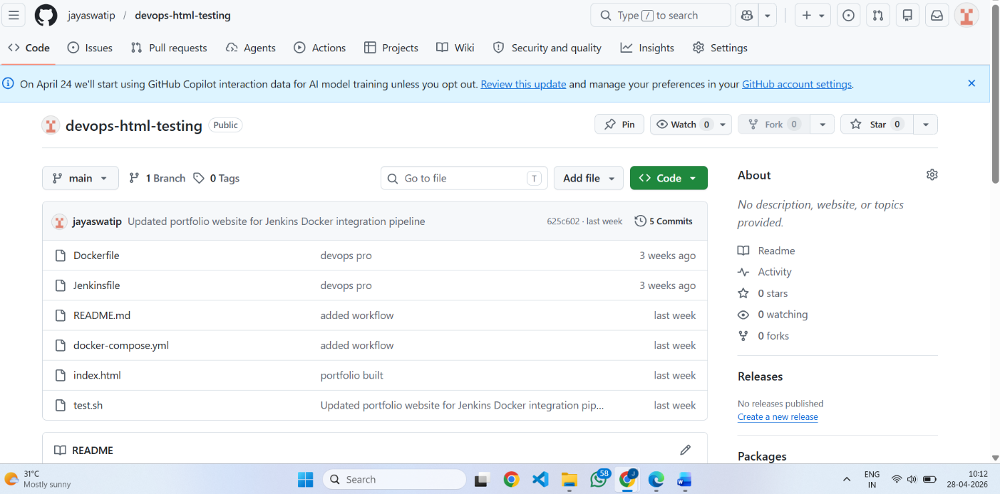 jayaswatip / devops-html-testing
Type / to search
Code Issues Pull requests Agents Actions Projects Wiki Security and quality Insights Settings
On April 24 we'll start using GitHub Copilot interaction data for AI model training unless you opt out. Review this update and manage your preferences in your GitHub account settings.
devops-html-testing Public
Pin Watch 0 Fork 0 Star 0
main 1 Branch 0 Tags
Go to file T Add file Code
jayaswatip Updated portfolio website for Jenkins Docker integration pipeline 625c602 · last week 5 Commits
Dockerfile devops pro 3 weeks ago
Jenkinsfile devops pro 3 weeks ago
README.md added workflow last week
docker-compose.yml added workflow last week
index.html portfolio built last week
test.sh Updated portfolio website for Jenkins Docker integration pip... last week
README
About
No description, website, or topics
provided.
Readme
Activity
0 stars
0 watching
0 forks
Releases
No releases published
Create a new release
Packages
31°C
Mostly sunny
Search
58
J
ENG
IN
10:12
28-04-2026